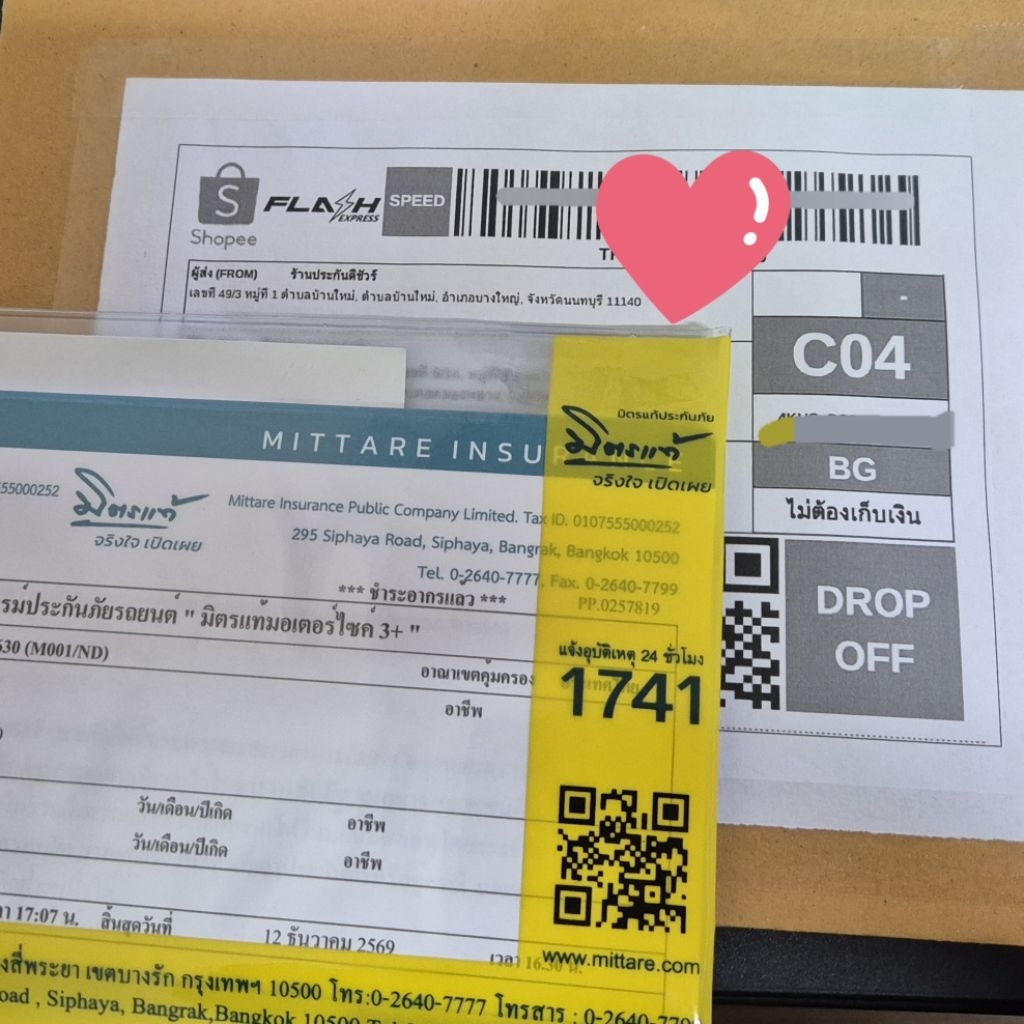 Shopee
FLASH EXPRESS
SPEED
ผู้ส่ง (FROM) ร้านประกันดีชัวร์
เลขที่ 49/3 หมู่ที่ 1 ตำบลบ้านใหม่, ตำบลบ้านใหม่, อำเภอบางใหญ่, จังหวัดนนทบุรี 11140
-
C04
BG
ไม่ต้องเก็บเงิน
DROP
OFF
มิตรแท้ประกันภัย
มิตรแท้
จริงใจ เปิดเผย
MITTARE INSURANCE
55000252
มิตรแท้
จริงใจ เปิดเผย
Mittare Insurance Public Company Limited. Tax ID. 0107555000252
295 Siphaya Road, Siphaya, Bangrak, Bangkok 10500
Tel. 0-2640-7777, Fax. 0-2640-7799
*** ชำระอากรแล้ว *** PP.0257819
รมประกันภัยรถยนต์ " มิตรแท้มอเตอร์ไซค์ 3+ "
630 (M001/ND)
อาณาเขตคุ้มครอง
แจ้งอุบัติเหตุ 24 ชั่วโมง
1741
อาชีพ
วัน/เดือน/ปีเกิด อาชีพ
วัน/เดือน/ปีเกิด อาชีพ
17:07 น. สิ้นสุดวันที่ 12 ธันวาคม 2569 เวลา 16.30 น.
www.mittare.com
สี่พระยา เขตบางรัก กรุงเทพฯ 10500 โทร:0-2640-7777 โทรสาร : 0-2640-779
oad , Siphaya, Bangrak,Bangkok 10500